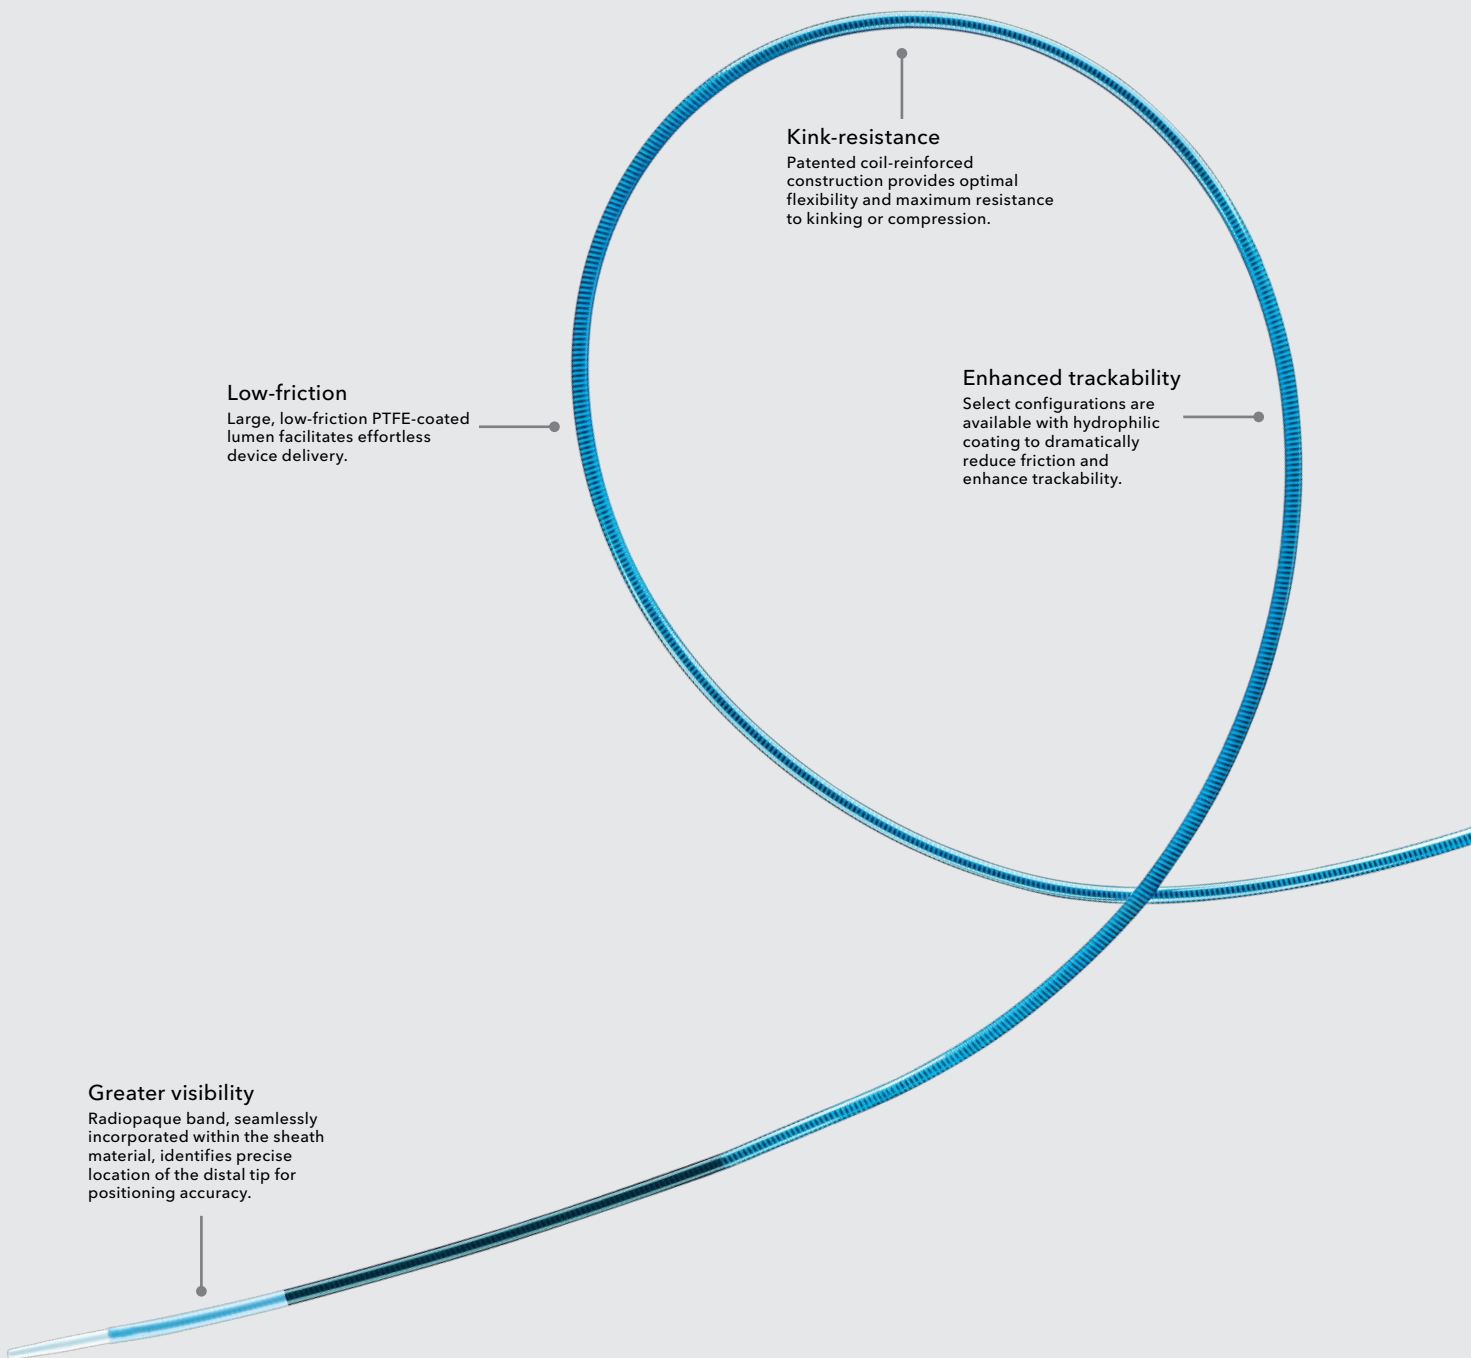 Kink-resistance
Patented coil-reinforced
construction provides optimal
flexibility and maximum resistance
to kinking or compression.
Low-friction
Large, low-friction PTFE-coated
lumen facilitates effortless
device delivery.
Enhanced trackability
Select configurations are
available with hydrophilic
coating to dramatically
reduce friction and
enhance trackability.
Greater visibility
Radiopaque band, seamlessly
incorporated within the sheath
material, identifies precise
location of the distal tip for
positioning accuracy.